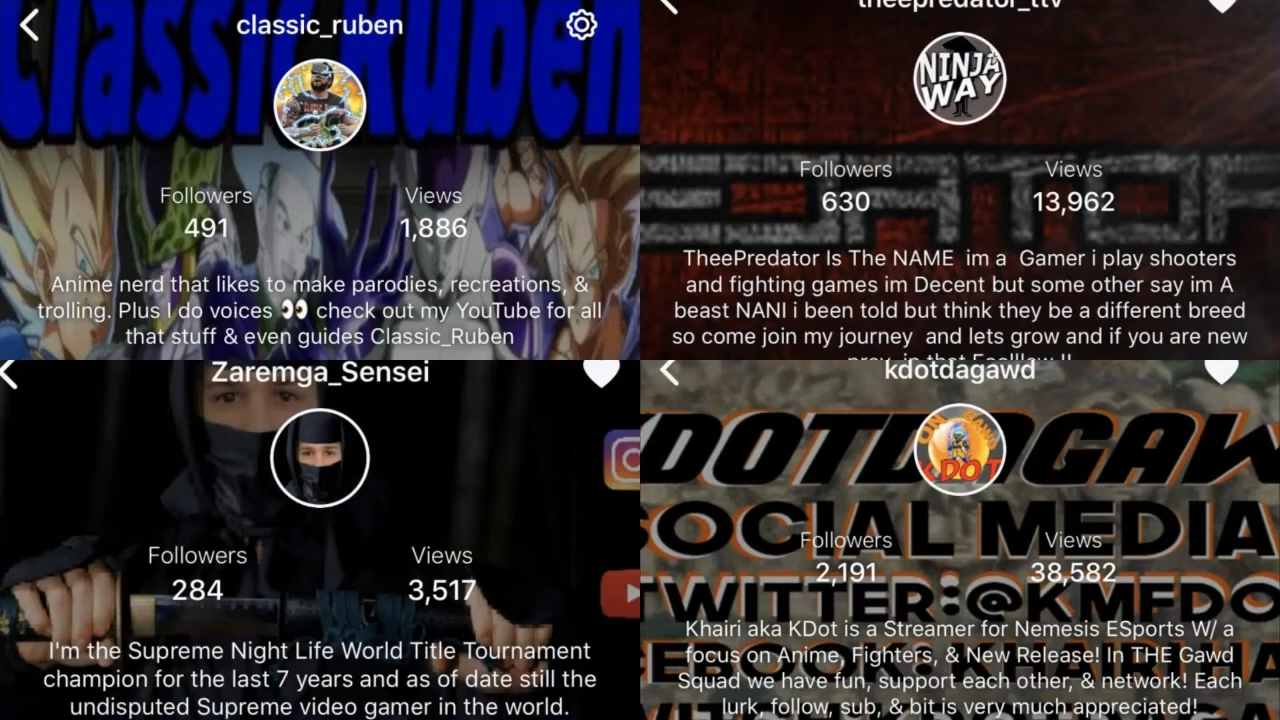 Classic Ruben
classic_ruben
Followers
Views
491
1,886
Anime nerd that likes to make parodies, recreations, &
trolling. Plus I do voices 👀 check out my YouTube for all
that stuff & even guides Classic_Ruben
theepredator_ttv
NINJA
WAY
Followers
Views
630
13,962
TheePredator Is The NAME im a Gamer i play shooters
and fighting games im Decent but some other say im A
beast NANI i been told but think they be a different breed
so come join my journey and lets grow and if you are new
Zaremga_Sensei
Followers
Views
284
3,517
I'm the Supreme Night Life World Title Tournament
champion for the last 7 years and as of date still the
undisputed Supreme video gamer in the world.
kdotdagawd
DOTDAGAW
KDOT
SOCIAL MEDIA
Followers
Views
2,191
38,582
TWITTER:@KMFDO
Khairi aka KDot is a Streamer for Nemesis ESports W/ a
focus on Anime, Fighters, & New Release! In THE Gawd
Squad we have fun, support each other, & network! Each
lurk, follow, sub, & bit is very much appreciated!